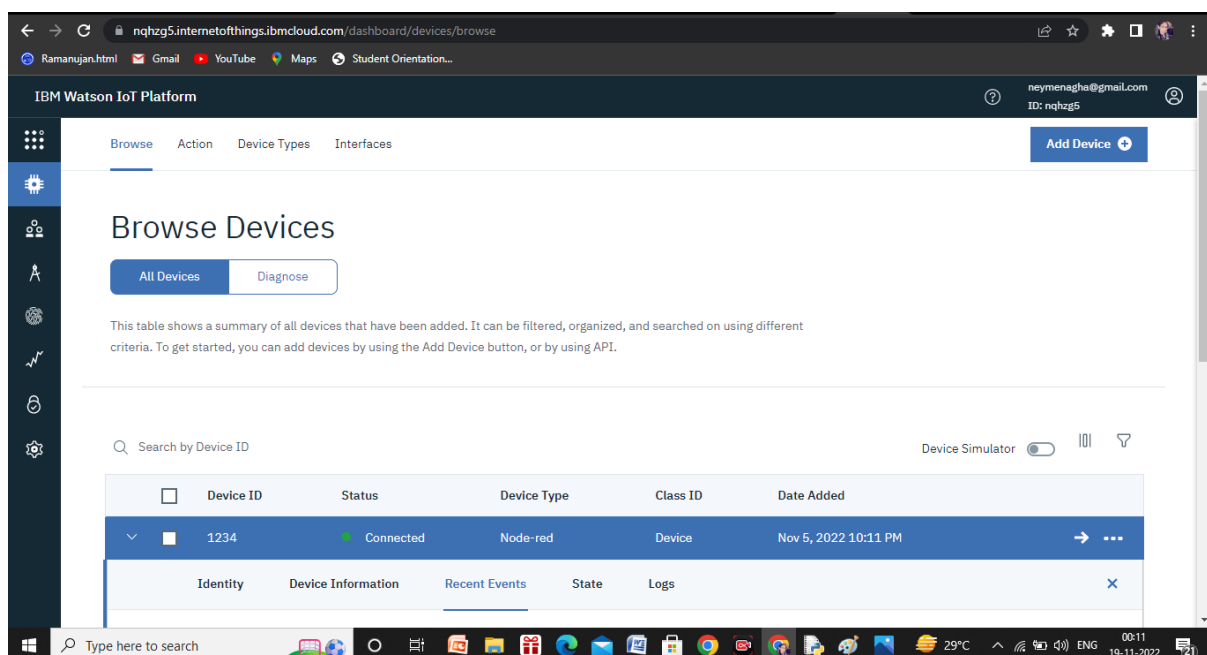 nqhzg5.internetofthings.ibmcloud.com/dashboard/devices/browse
Ramanujan.html Gmail YouTube Maps Student Orientation...
IBM Watson IoT Platform
neymenagha@gmail.com
ID: nqhzg5
Browse Action Device Types Interfaces
Add Device
Browse Devices
All Devices Diagnose
This table shows a summary of all devices that have been added. It can be filtered, organized, and searched on using different
criteria. To get started, you can add devices by using the Add Device button, or by using API.
Search by Device ID
Device Simulator
Device ID Status Device Type Class ID Date Added
1234 Connected Node-red Device Nov 5, 2022 10:11 PM
Identity Device Information Recent Events State Logs
Type here to search
29°C ENG
00:11
19-11-2022
21